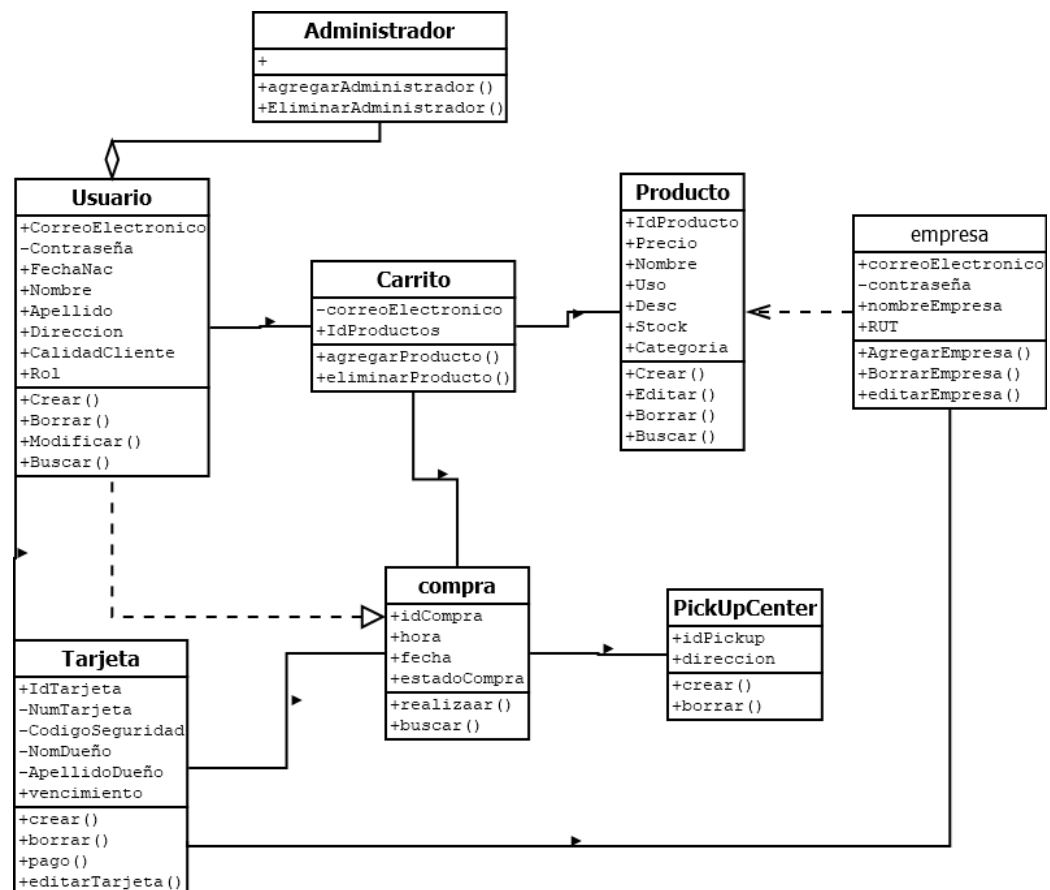 Administrador
+
+agregarAdministrador()
+EliminarAdministrador()
Usuario
+CorreoElectronico
-Contraseña
+FechaNac
+Nombre
+Apellido
+Direccion
+CalidadCliente
+Rol
+Crear()
+Borrar()
+Modificar()
+Buscar()
Carrito
-correoElectronico
+IdProductos
+agregarProducto()
+eliminarProducto()
Producto
+IdProducto
+Precio
+Nombre
+Uso
+Desc
+Stock
+Categoria
+Crear()
+Editar()
+Borrar()
+Buscar()
empresa
+correoElectronico
-contraseña
+nombreEmpresa
+RUT
+AgregarEmpresa()
+BorrarEmpresa()
+editarEmpresa()
Tarjeta
+IdTarjeta
-NumTarjeta
-CodigoSeguridad
-NomDueño
-ApellidoDueño
+vencimiento
+crear()
+borrar()
+pago()
+editarTarjeta()
compra
+idCompra
+hora
+fecha
+estadoCompra
+realizaar()
+buscar()
PickUpCenter
+idPickup
+direccion
+crear()
+borrar()